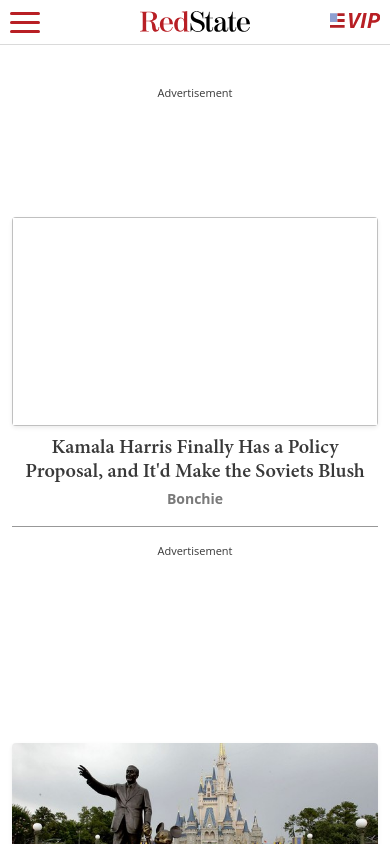 RedState
VIP
Advertisement
Kamala Harris Finally Has a Policy
Proposal, and It'd Make the Soviets Blush
Bonchie
Advertisement